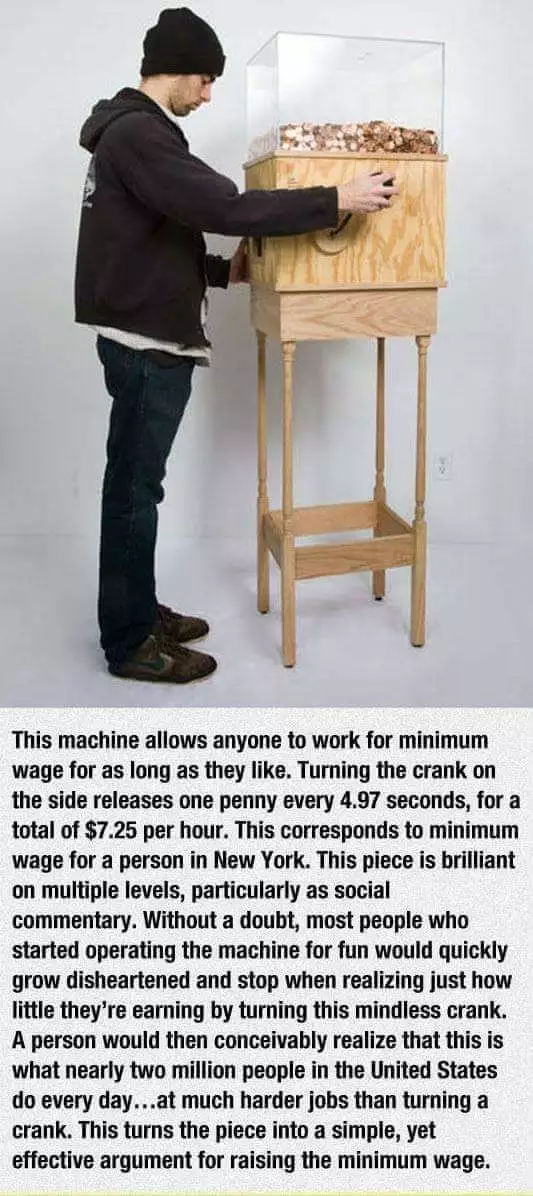 This machine allows anyone to work for minimum
wage for as long as they like. Turning the crank on
the side releases one penny every 4.97 seconds, for a
total of $7.25 per hour. This corresponds to minimum
wage for a person in New York. This piece is brilliant
on multiple levels, particularly as social
commentary. Without a doubt, most people who
started operating the machine for fun would quickly
grow disheartened and stop when realizing just how
little they’re earning by turning this mindless crank.
A person would then conceivably realize that this is
what nearly two million people in the United States
do every day…at much harder jobs than turning a
crank. This turns the piece into a simple, yet
effective argument for raising the minimum wage.